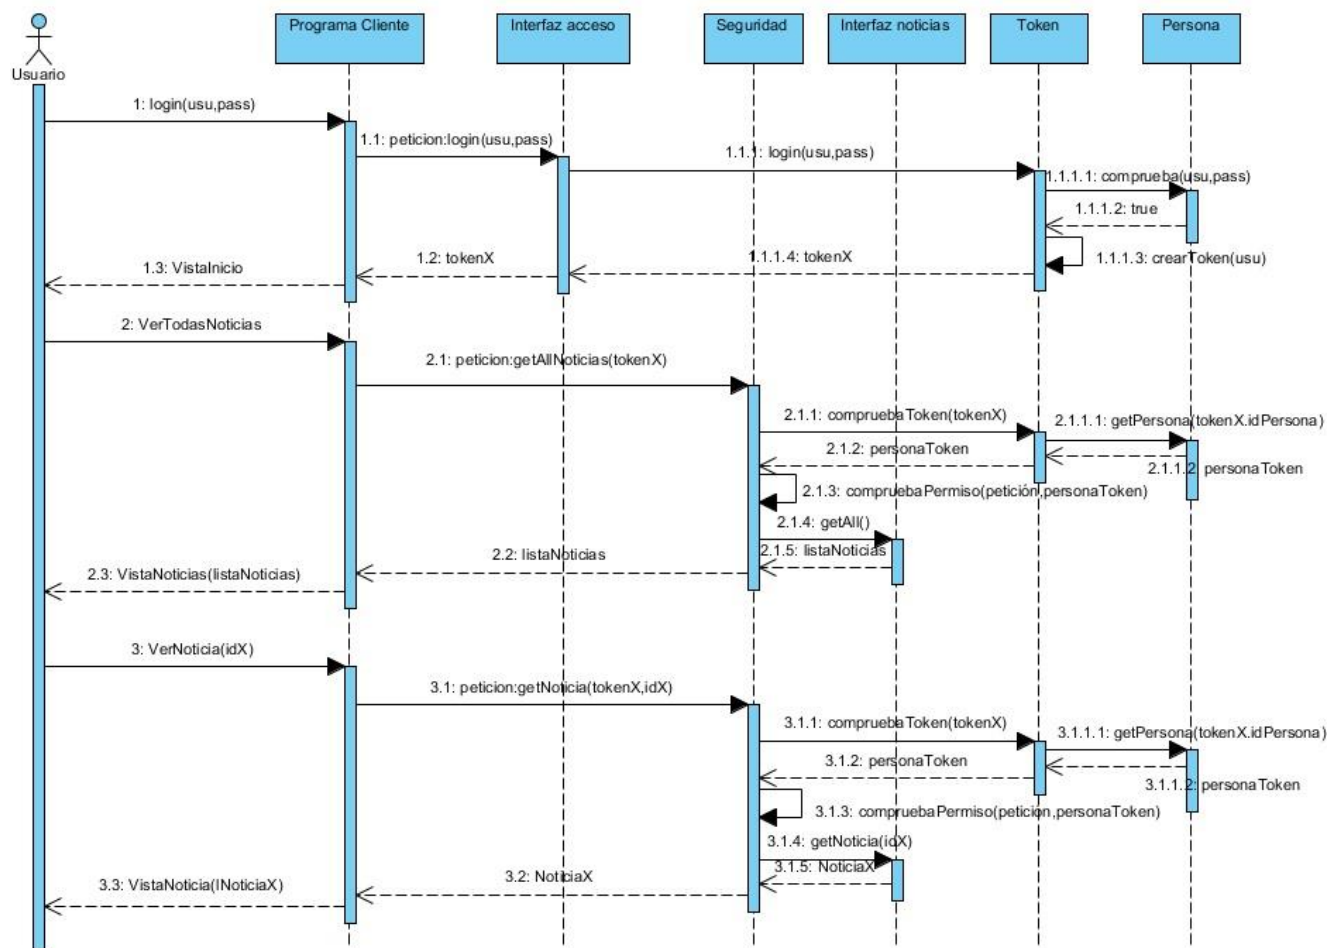 Programa Cliente
Interfaz acceso
Seguridad
Interfaz noticias
Token
Persona
Usuario
1: login(usu,pass)
1.1: peticion:login(usu,pass)
1.1.1: login(usu,pass)
1.1.1.1: comprueba(usu,pass)
1.1.1.2: true
1.1.1.3: crearToken(usu)
1.1.1.4: tokenX
1.2: tokenX
1.3: VistaInicio
2: VerTodasNoticias
2.1: peticion:getAllNoticias(tokenX)
2.1.1: compruebaToken(tokenX)
2.1.1.1: getPersona(tokenX.idPersona)
2.1.1.2: personaToken
2.1.2: personaToken
2.1.3: compruebaPermiso(petición,personaToken)
2.1.4: getAll()
2.1.5: listaNoticias
2.2: listaNoticias
2.3: VistaNoticias(listaNoticias)
3: VerNoticia(idX)
3.1: peticion:getNoticia(tokenX,idX)
3.1.1: compruebaToken(tokenX)
3.1.1.1: getPersona(tokenX.idPersona)
3.1.1.2: personaToken
3.1.2: personaToken
3.1.3: compruebaPermiso(petición,personaToken)
3.1.4: getNoticia(idX)
3.1.5: NoticiaX
3.2: NoticiaX
3.3: VistaNoticia(lNoticiaX)